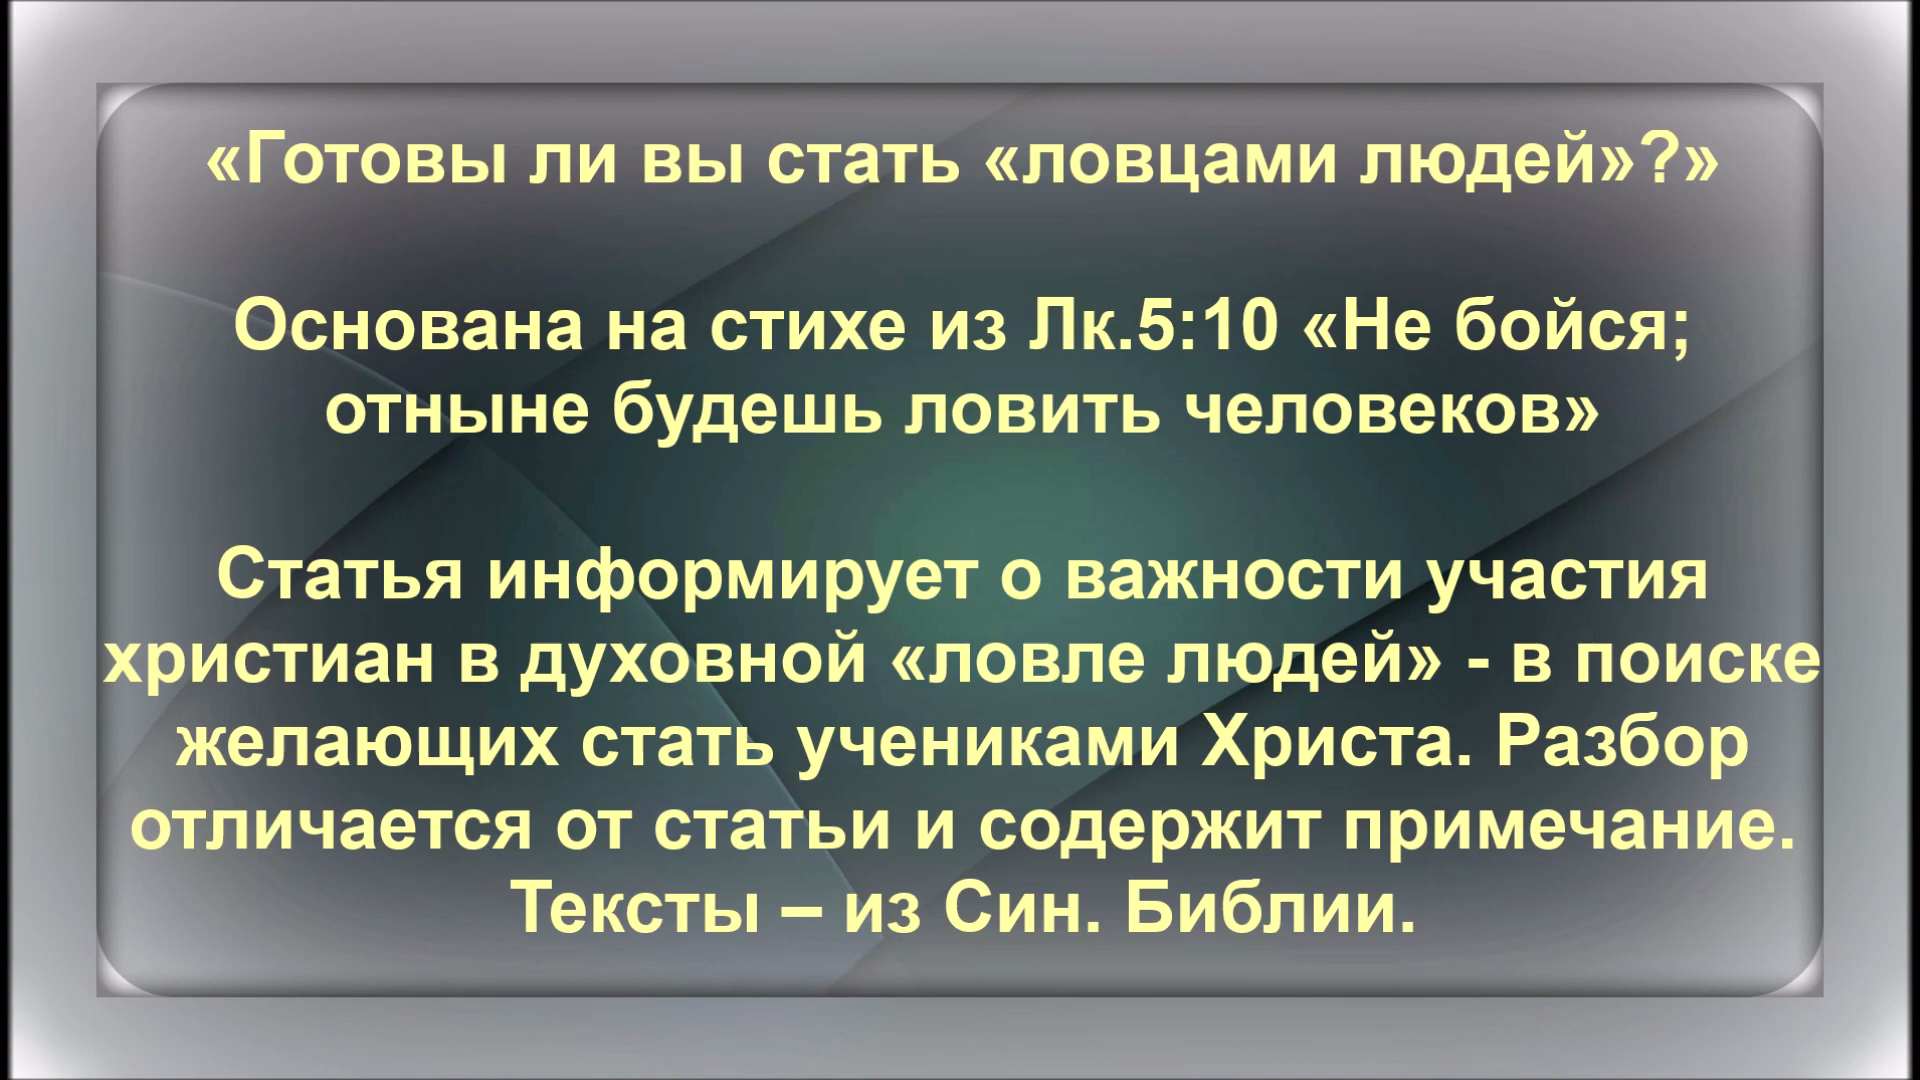 «Готовы ли вы стать «ловцами людей»?»
Основана на стихе из Лк.5:10 «Не бойся;
отныне будешь ловить человеков»
Статья информирует о важности участия
христиан в духовной «ловле людей» - в поиске
желающих стать учениками Христа. Разбор
отличается от статьи и содержит примечание.
Тексты – из Син. Библии.